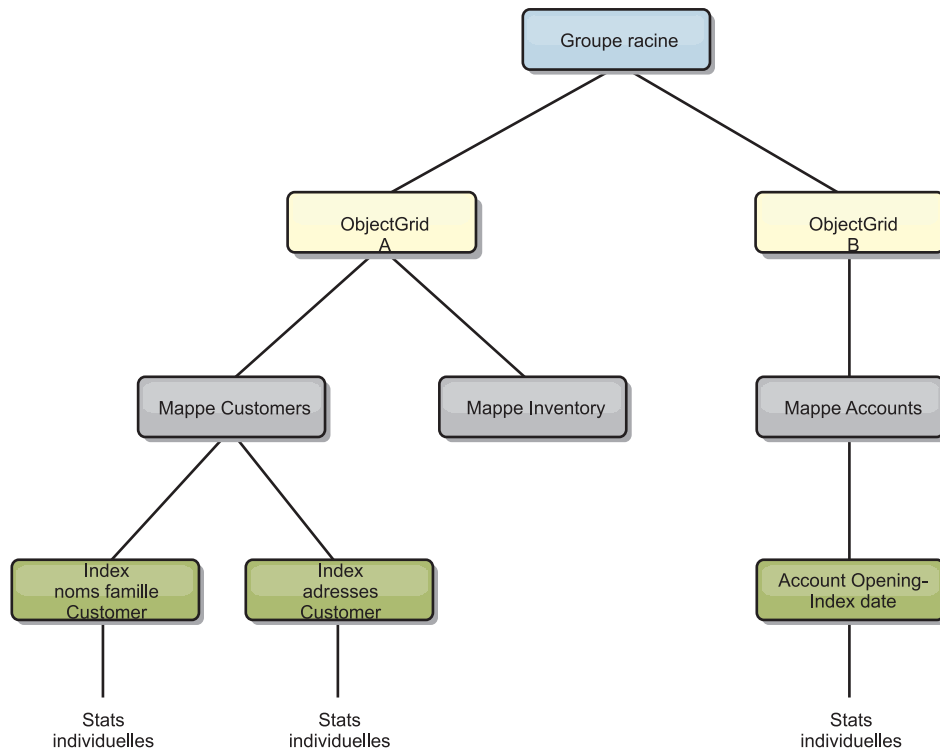 Groupe racine
ObjectGrid
A
ObjectGrid
B
Mappe Customers
Mappe Inventory
Mappe Accounts
Index
noms famille
Customer
Index
adresses
Customer
Account Opening-
Index date
Stats
individuelles
Stats
individuelles
Stats
individuelles